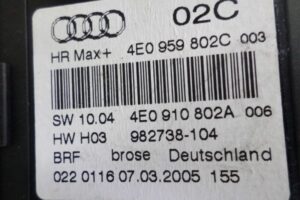 02C
HR Max+ 4E0 959 802C 003
SW 10.04 4E0 910 802A 006
HW H03 982738-104
BRF brose Deutschland
022 0116 07.03.2005 155